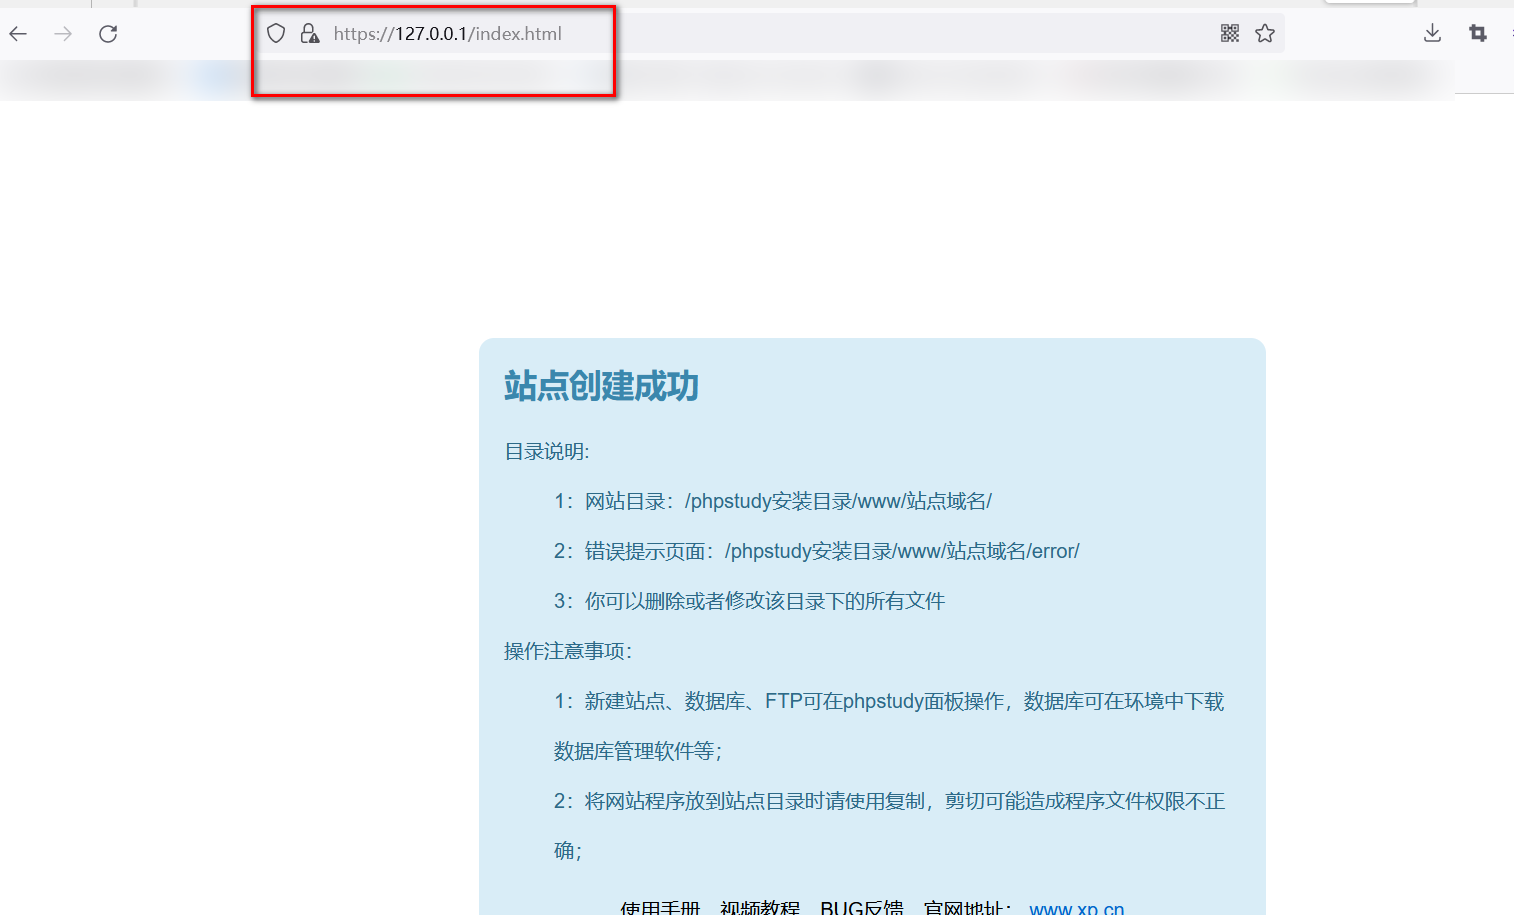 https://127.0.0.1/index.html
站点创建成功
目录说明:
1：网站目录：/phpstudy安装目录/www/站点域名/
2：错误提示页面：/phpstudy安装目录/www/站点域名/error/
3：你可以删除或者修改该目录下的所有文件
操作注意事项：
1：新建站点、数据库、FTP可在phpstudy面板操作，数据库可在环境中下载
数据库管理软件等；
2：将网站程序放到站点目录时请使用复制，剪切可能造成程序文件权限不正
确；
使用手册 视频教程 BUG反馈 官网地址： www.xp.cn